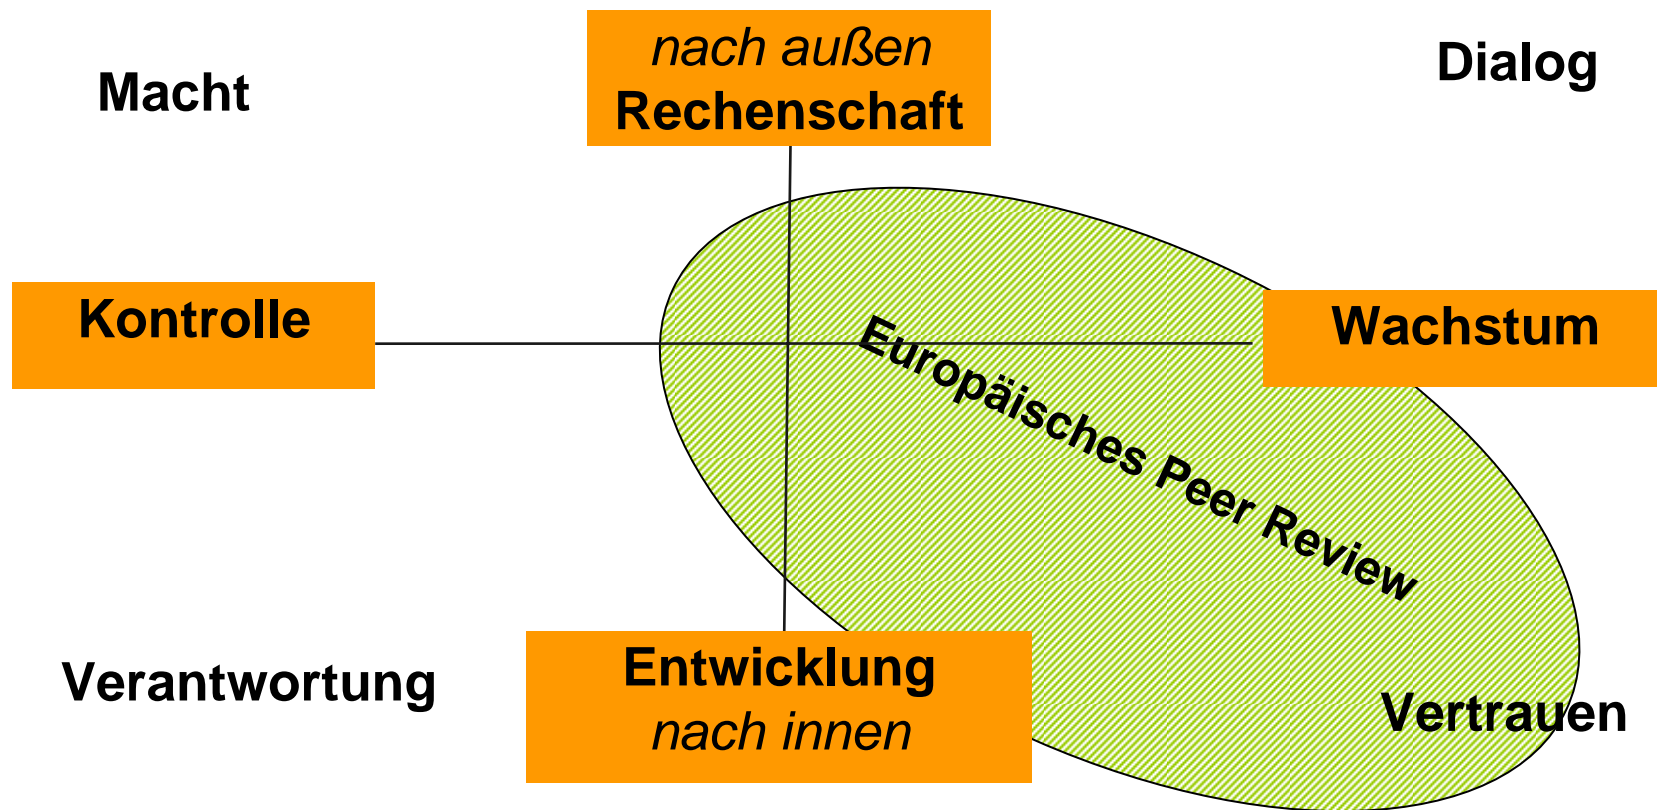 nach außen
Rechenschaft
Dialog
Macht
Kontrolle
Wachstum
Europäisches Peer Review
Entwicklung
nach innen
Verantwortung
Vertrauen